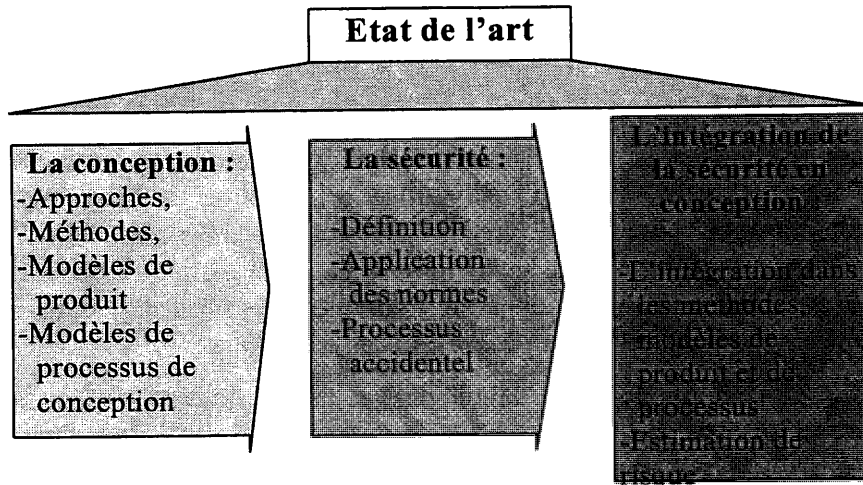 Etat de l'art
La conception :
-Approches,
-Méthodes,
-Modèles de
produit
-Modèles de
processus de
conception
La sécurité :
-Définition
-Application
des normes
-Processus
accidentel
L'intégration de
la sécurité en
conception :
-L'intégration dans
les méthodes,
modèles de
produit et de
processus
-Estimation de
risque